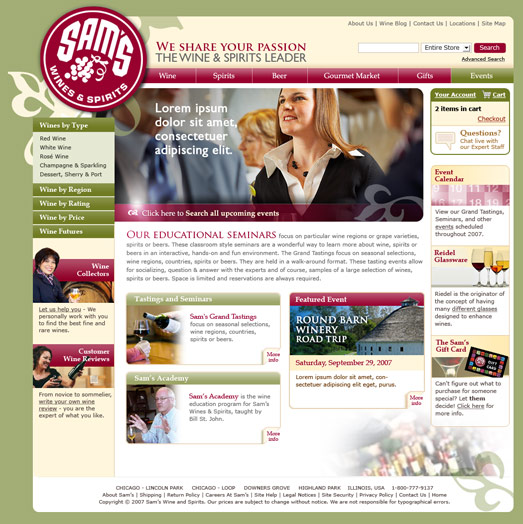 SAM'S
WINES & SPIRITS
WE SHARE YOUR PASSION
THE WINE & SPIRITS LEADER
About Us | Wine Blog | Contact Us | Locations | Site Map
Entire Store
Search
Advanced Search
Wine
Spirits
Beer
Gourmet Market
Gifts
Events
Wines by Type
Red Wine
White Wine
Rosé Wine
Champagne & Sparkling
Dessert, Sherry & Port
Wine by Region
Wine by Rating
Wine by Price
Wine Futures
Wine
Collectors
Let us help you - We
personally work with you
to find the best fine and
rare wines.
Customer
Wine Reviews
From novice to sommelier,
write your own wine
review - you are the
expert of what you like.
Lorem ipsum
dolor sit amet,
consectetuer
adipiscing elit.
Click here to Search all upcoming events
OUR EDUCATIONAL SEMINARS focus on particular wine regions or grape varieties,
spirits or beers. These classroom style seminars are a wonderful way to learn more about wine, spirits
or beers in an interactive, hands-on and fun environment. The Grand Tastings focus on seasonal selections,
wine regions, countries, spirits or beers. They are held in a walk-around format. These tasting events allow
for socializing, question & answer with the experts and of course, samples of a large selection of wines,
spirits or beers. Space is limited and reservations are always required.
Tastings and Seminars
Sam's Grand Tastings
focus on seasonal selections,
wine regions, countries,
spirits or beers.
More
info
Sam's Academy
Sam's Academy is the wine
education program for Sam's
Wines & Spirits, taught by
Bill St. John.
More
info
Featured Event
ROUND BARN
WINERY
ROAD TRIP
Saturday, September 29, 2007
Lorem ipsum dolor sit amet, con-
sectetuer adipiscing elit eget, purus.
More
info
Your Account
Cart
2 items in cart
Checkout
Questions?
Chat live with
our Expert Staff
Event
Calendar
View our Grand Tastings,
Seminars, and other
events scheduled
throughout 2007.
Reidel
Glassware
Riedel is the originator
of the concept of having
many different glasses
designed to enhance
wines.
The Sam's
Gift Card
Can't figure out what to
purchase for someone
special? Let them
decide! Click here for
more info.
CHICAGO - LINCOLN PARK CHICAGO - LOOP DOWNERS GROVE HIGHLAND PARK ILLINOIS, USA 1-800-777-9137
About Sam's | Shipping | Return Policy | Careers At Sam's | Site Help | Legal Notices | Site Security | Privacy Policy | Contact Us | Home
Copyright © 2007 Sam's Wine and Spirits. Our prices are subject to change without notice. We are not responsible for typographical errors.